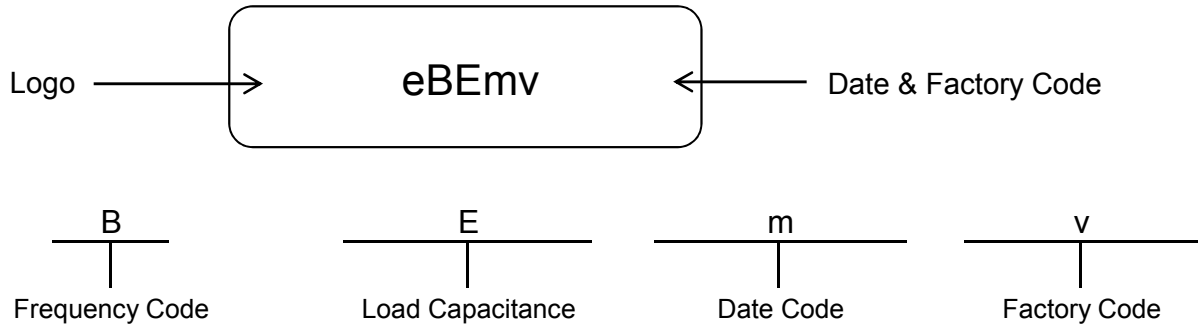 eBEmv
Logo
Date & Factory Code
B E m v
Frequency Code Load Capacitance Date Code Factory Code